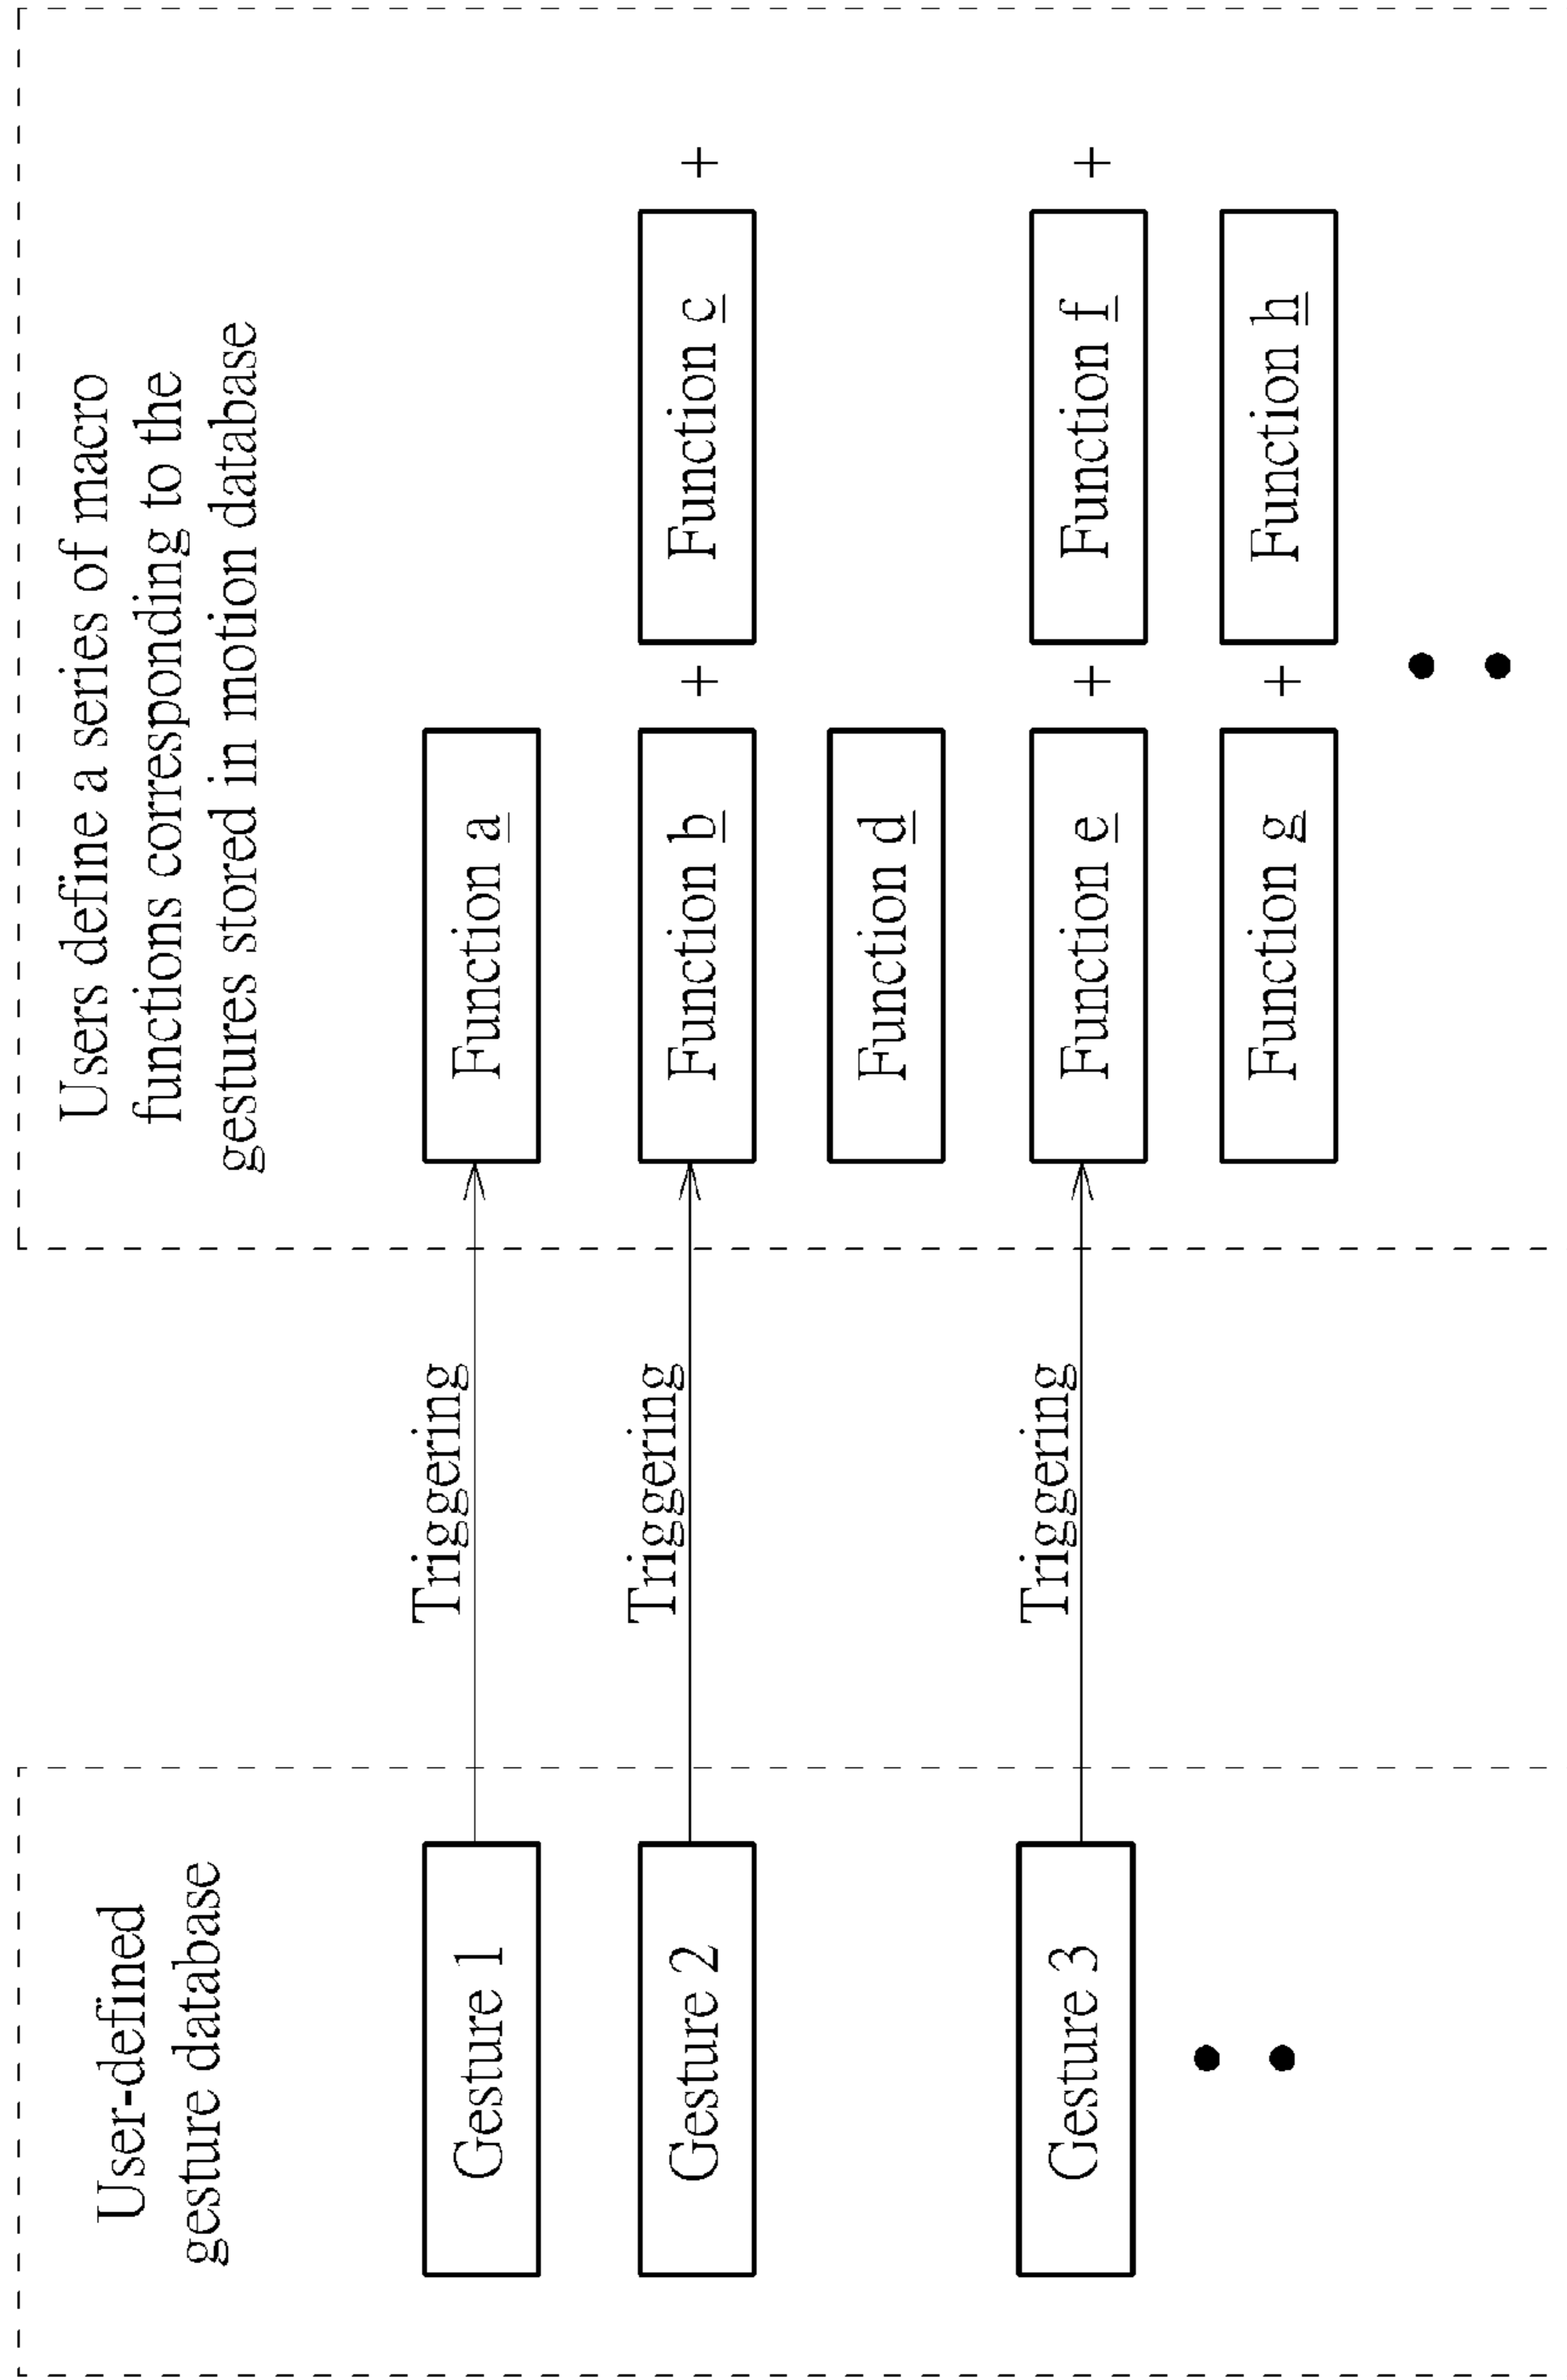 User-defined
gesture database
Users define a series of macro
functions corresponding to the
gestures stored in motion database
Gesture 1
Triggering
Function a
Gesture 2
Triggering
Function b + Function c +
Function d
Gesture 3
Triggering
Function e + Function f +
Function g + Function h